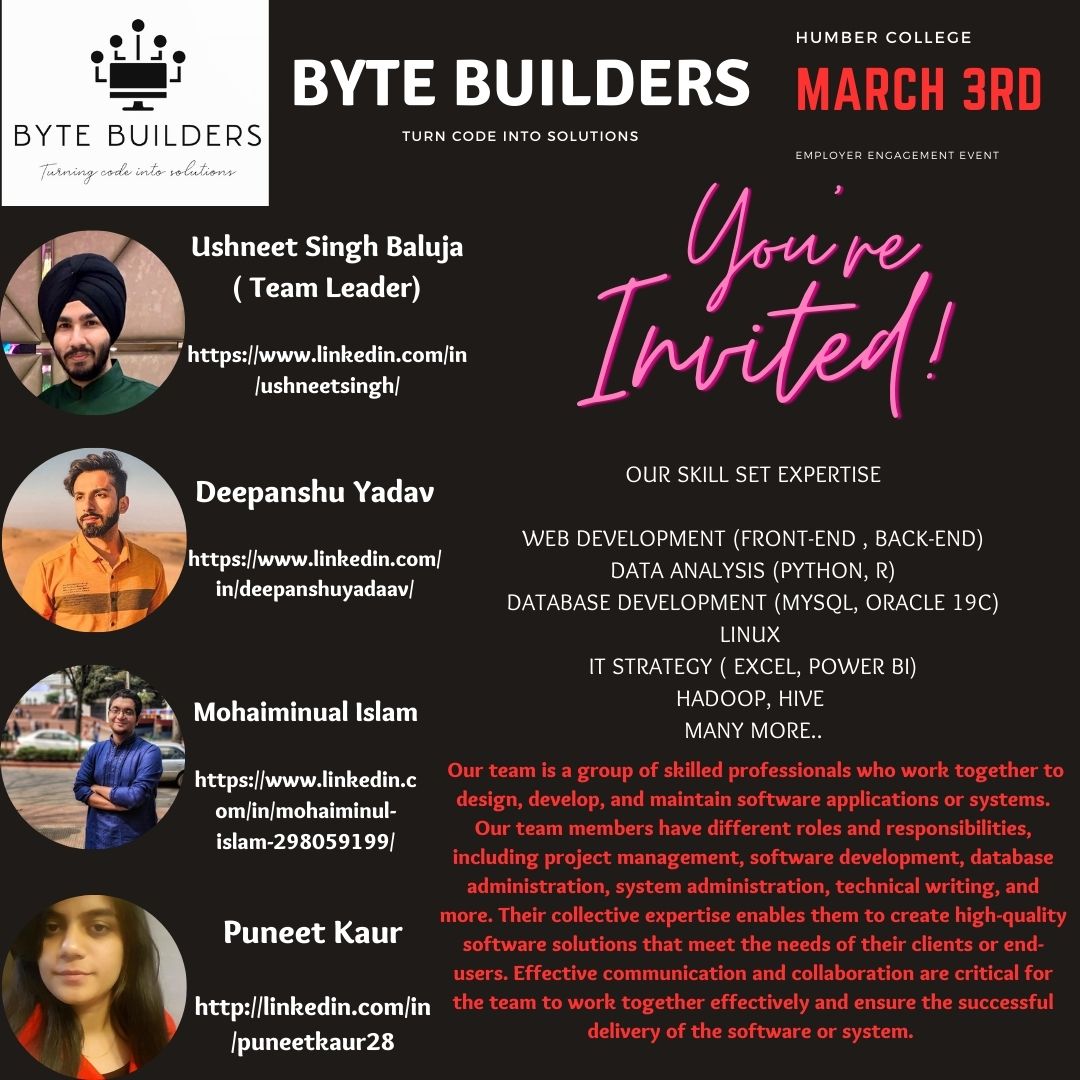 BYTE BUILDERS
Turning code into solutions
BYTE BUILDERS
TURN CODE INTO SOLUTIONS
HUMBER COLLEGE
MARCH 3RD
EMPLOYER ENGAGEMENT EVENT
You're
Invited!
Ushneet Singh Baluja
( Team Leader)
https://www.linkedin.com/in
/ushneetsingh/
Deepanshu Yadav
https://www.linkedin.com/
in/deepanshuyadaav/
Mohaiminual Islam
https://www.linkedin.c
om/in/mohaiminul-
islam-298059199/
Puneet Kaur
http://linkedin.com/in
/puneetkaur28
OUR SKILL SET EXPERTISE
WEB DEVELOPMENT (FRONT-END , BACK-END)
DATA ANALYSIS (PYTHON, R)
DATABASE DEVELOPMENT (MYSQL, ORACLE 19C)
LINUX
IT STRATEGY ( EXCEL, POWER BI)
HADOOP, HIVE
MANY MORE..
Our team is a group of skilled professionals who work together to
design, develop, and maintain software applications or systems.
Our team members have different roles and responsibilities,
including project management, software development, database
administration, system administration, technical writing, and
more. Their collective expertise enables them to create high-quality
software solutions that meet the needs of their clients or end-
users. Effective communication and collaboration are critical for
the team to work together effectively and ensure the successful
delivery of the software or system.